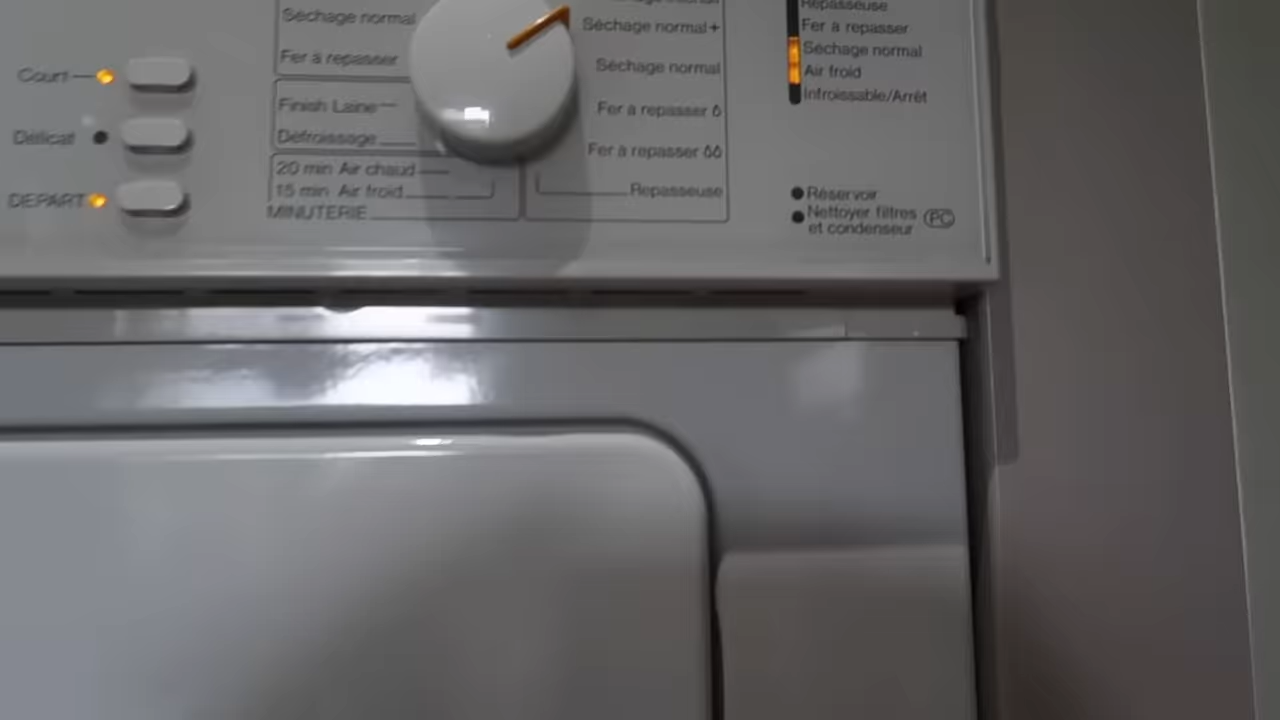 Séchage normal
Fer à repasser
Finish Laine
Défroissage
20 min Air chaud
15 min Air froid
MINUTERIE
Court
Délicat
DEPART
Séchage normal+
Séchage normal
Fer à repasser
Fer à repasser
Repasseuse
Repasseuse
Fer à repasser
Séchage normal
Air froid
Infroissable/Arrêt
Réservoir
Nettoyer filtres
et condenseur
PC